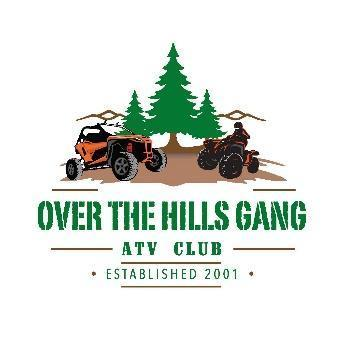 OVER THE HILLS GANG
ATV CLUB
• ESTABLISHED 2001 •